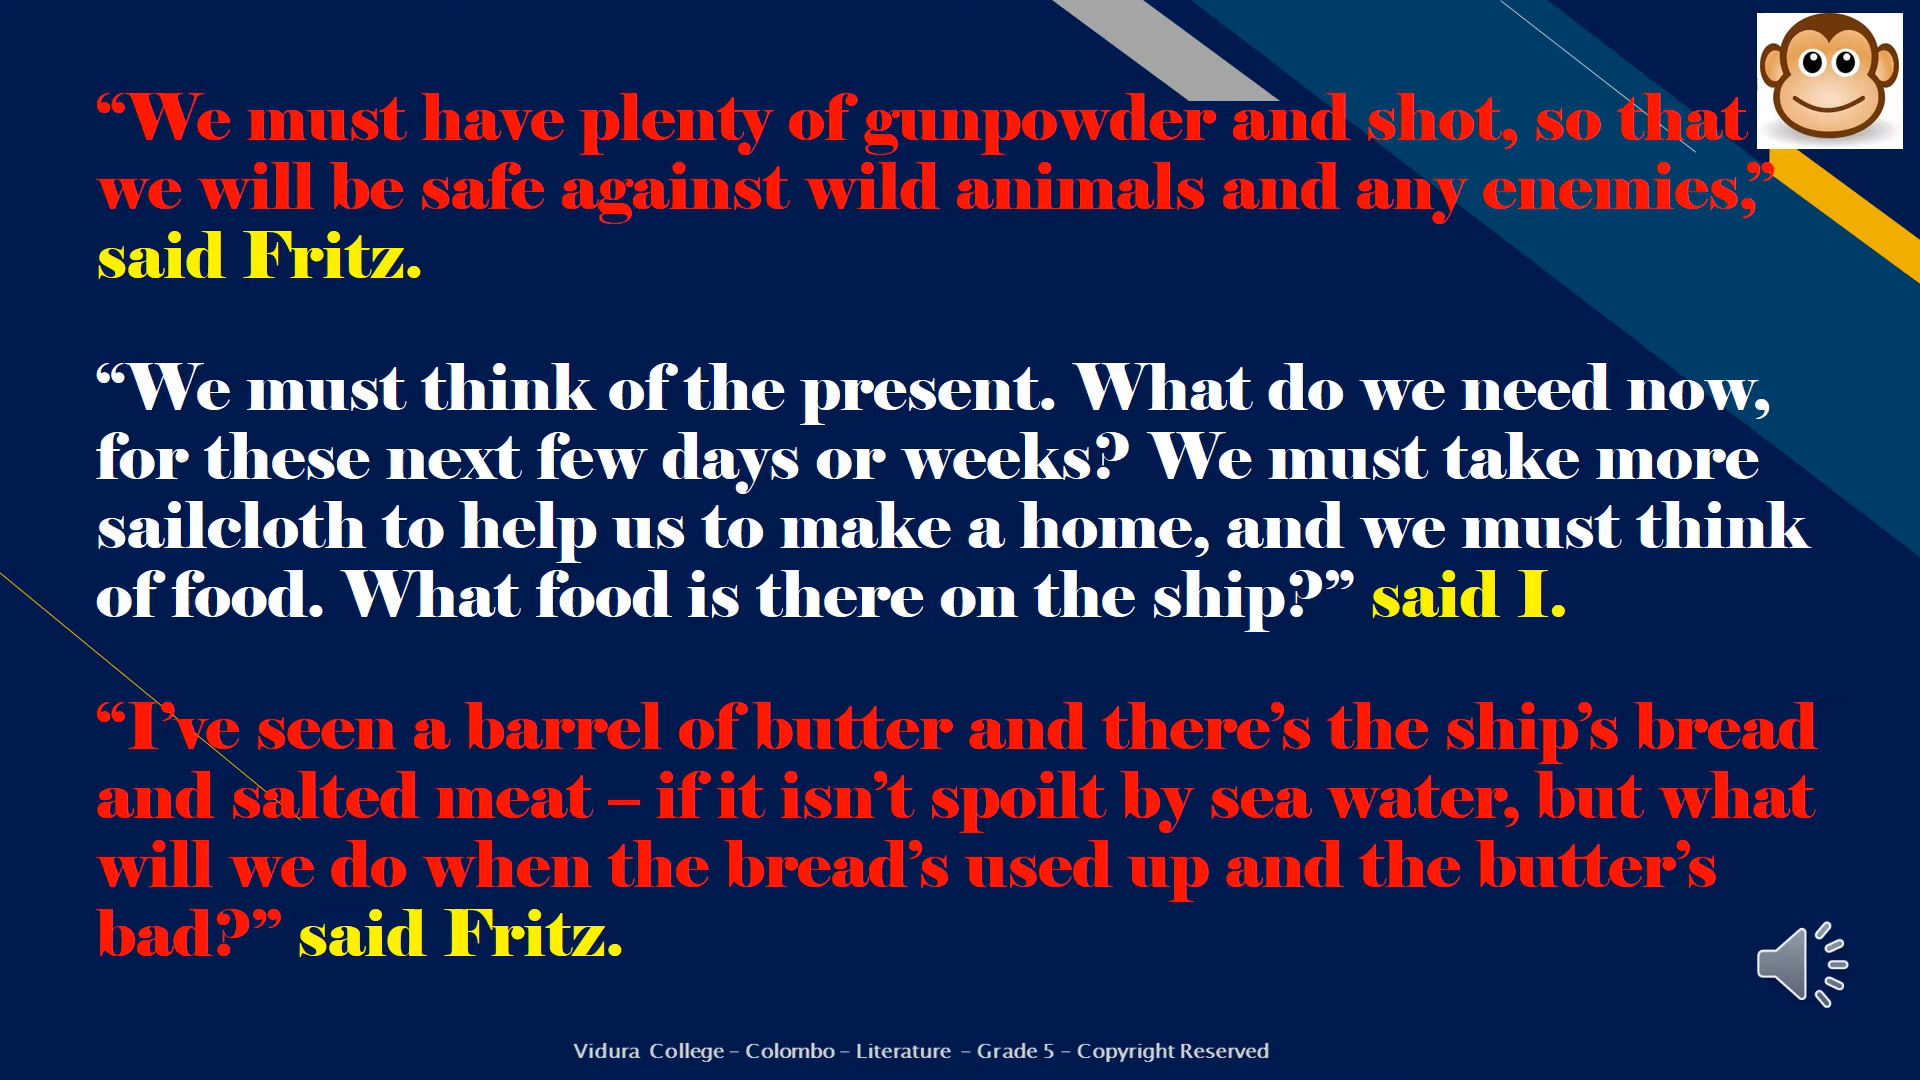 “We must have plenty of gunpowder and shot, so that
we will be safe against wild animals and any enemies,”
said Fritz.
“We must think of the present. What do we need now,
for these next few days or weeks? We must take more
sailcloth to help us to make a home, and we must think
of food. What food is there on the ship?” said I.
“I’ve seen a barrel of butter and there’s the ship’s bread
and salted meat – if it isn’t spoilt by sea water, but what
will we do when the bread’s used up and the butter’s
bad?” said Fritz.
Vidura College – Colombo – Literature – Grade 5 – Copyright Reserved